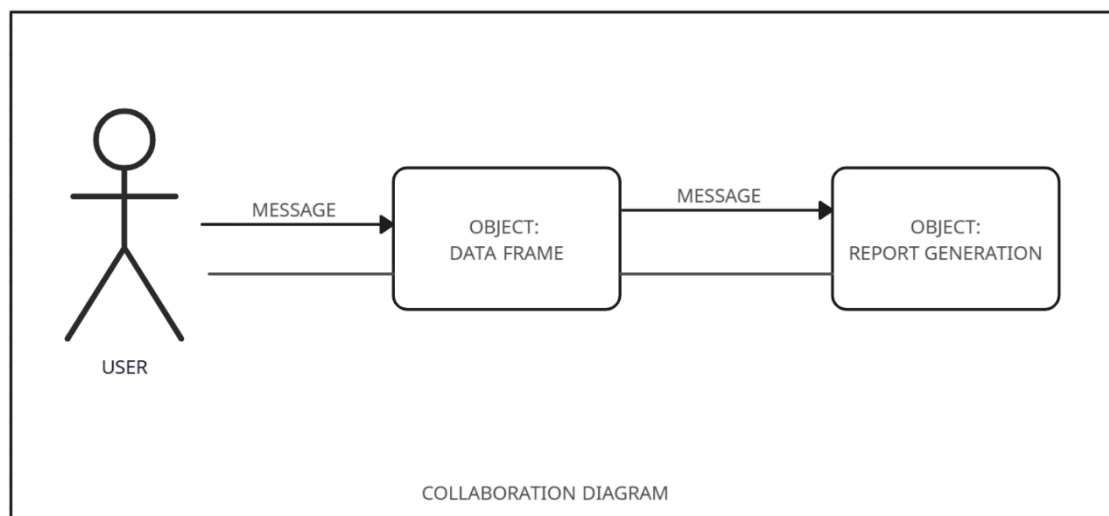 MESSAGE
MESSAGE
OBJECT:
DATA FRAME
OBJECT:
REPORT GENERATION
USER
COLLABORATION DIAGRAM